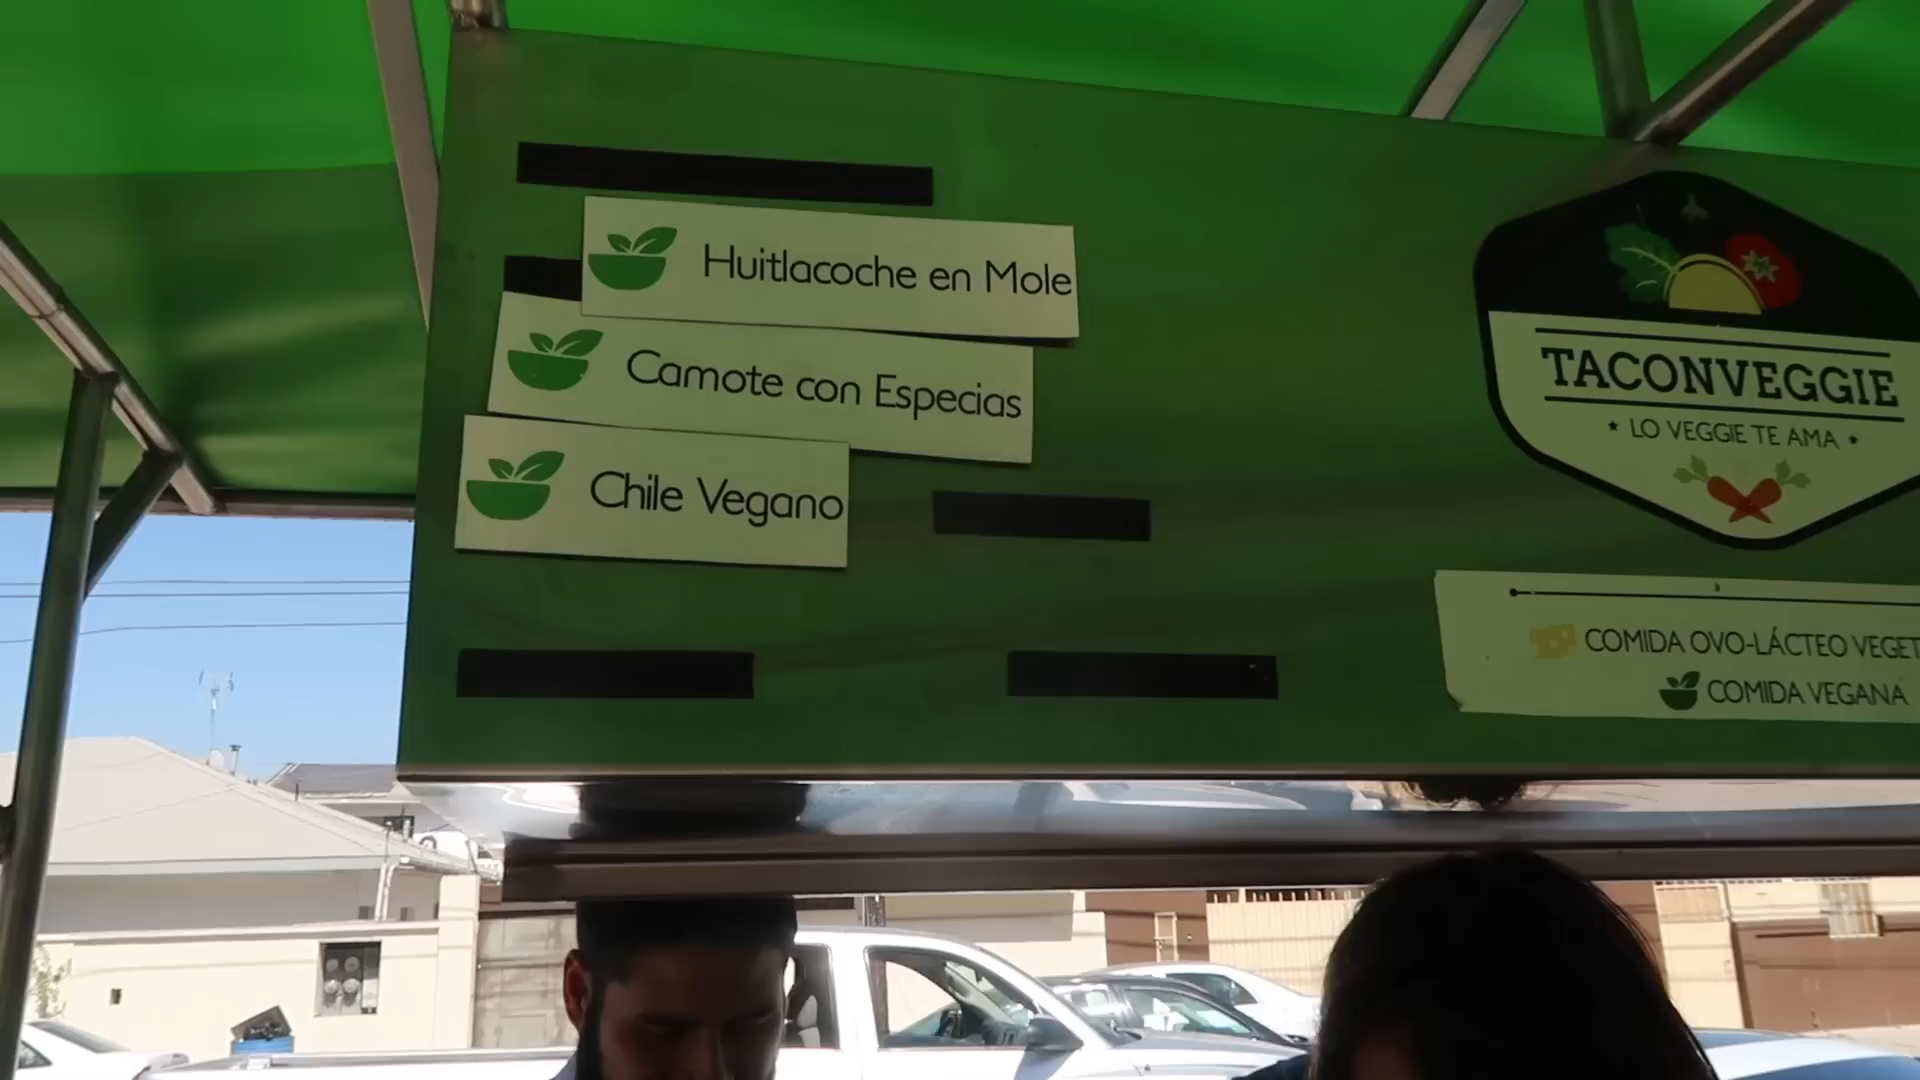 Huitlacoche en Mole
Camote con Especias
Chile Vegano
TACONVEGGIE
LO VEGGIE TE AMA
COMIDA OVO-LÁCTEO VEGET
COMIDA VEGANA